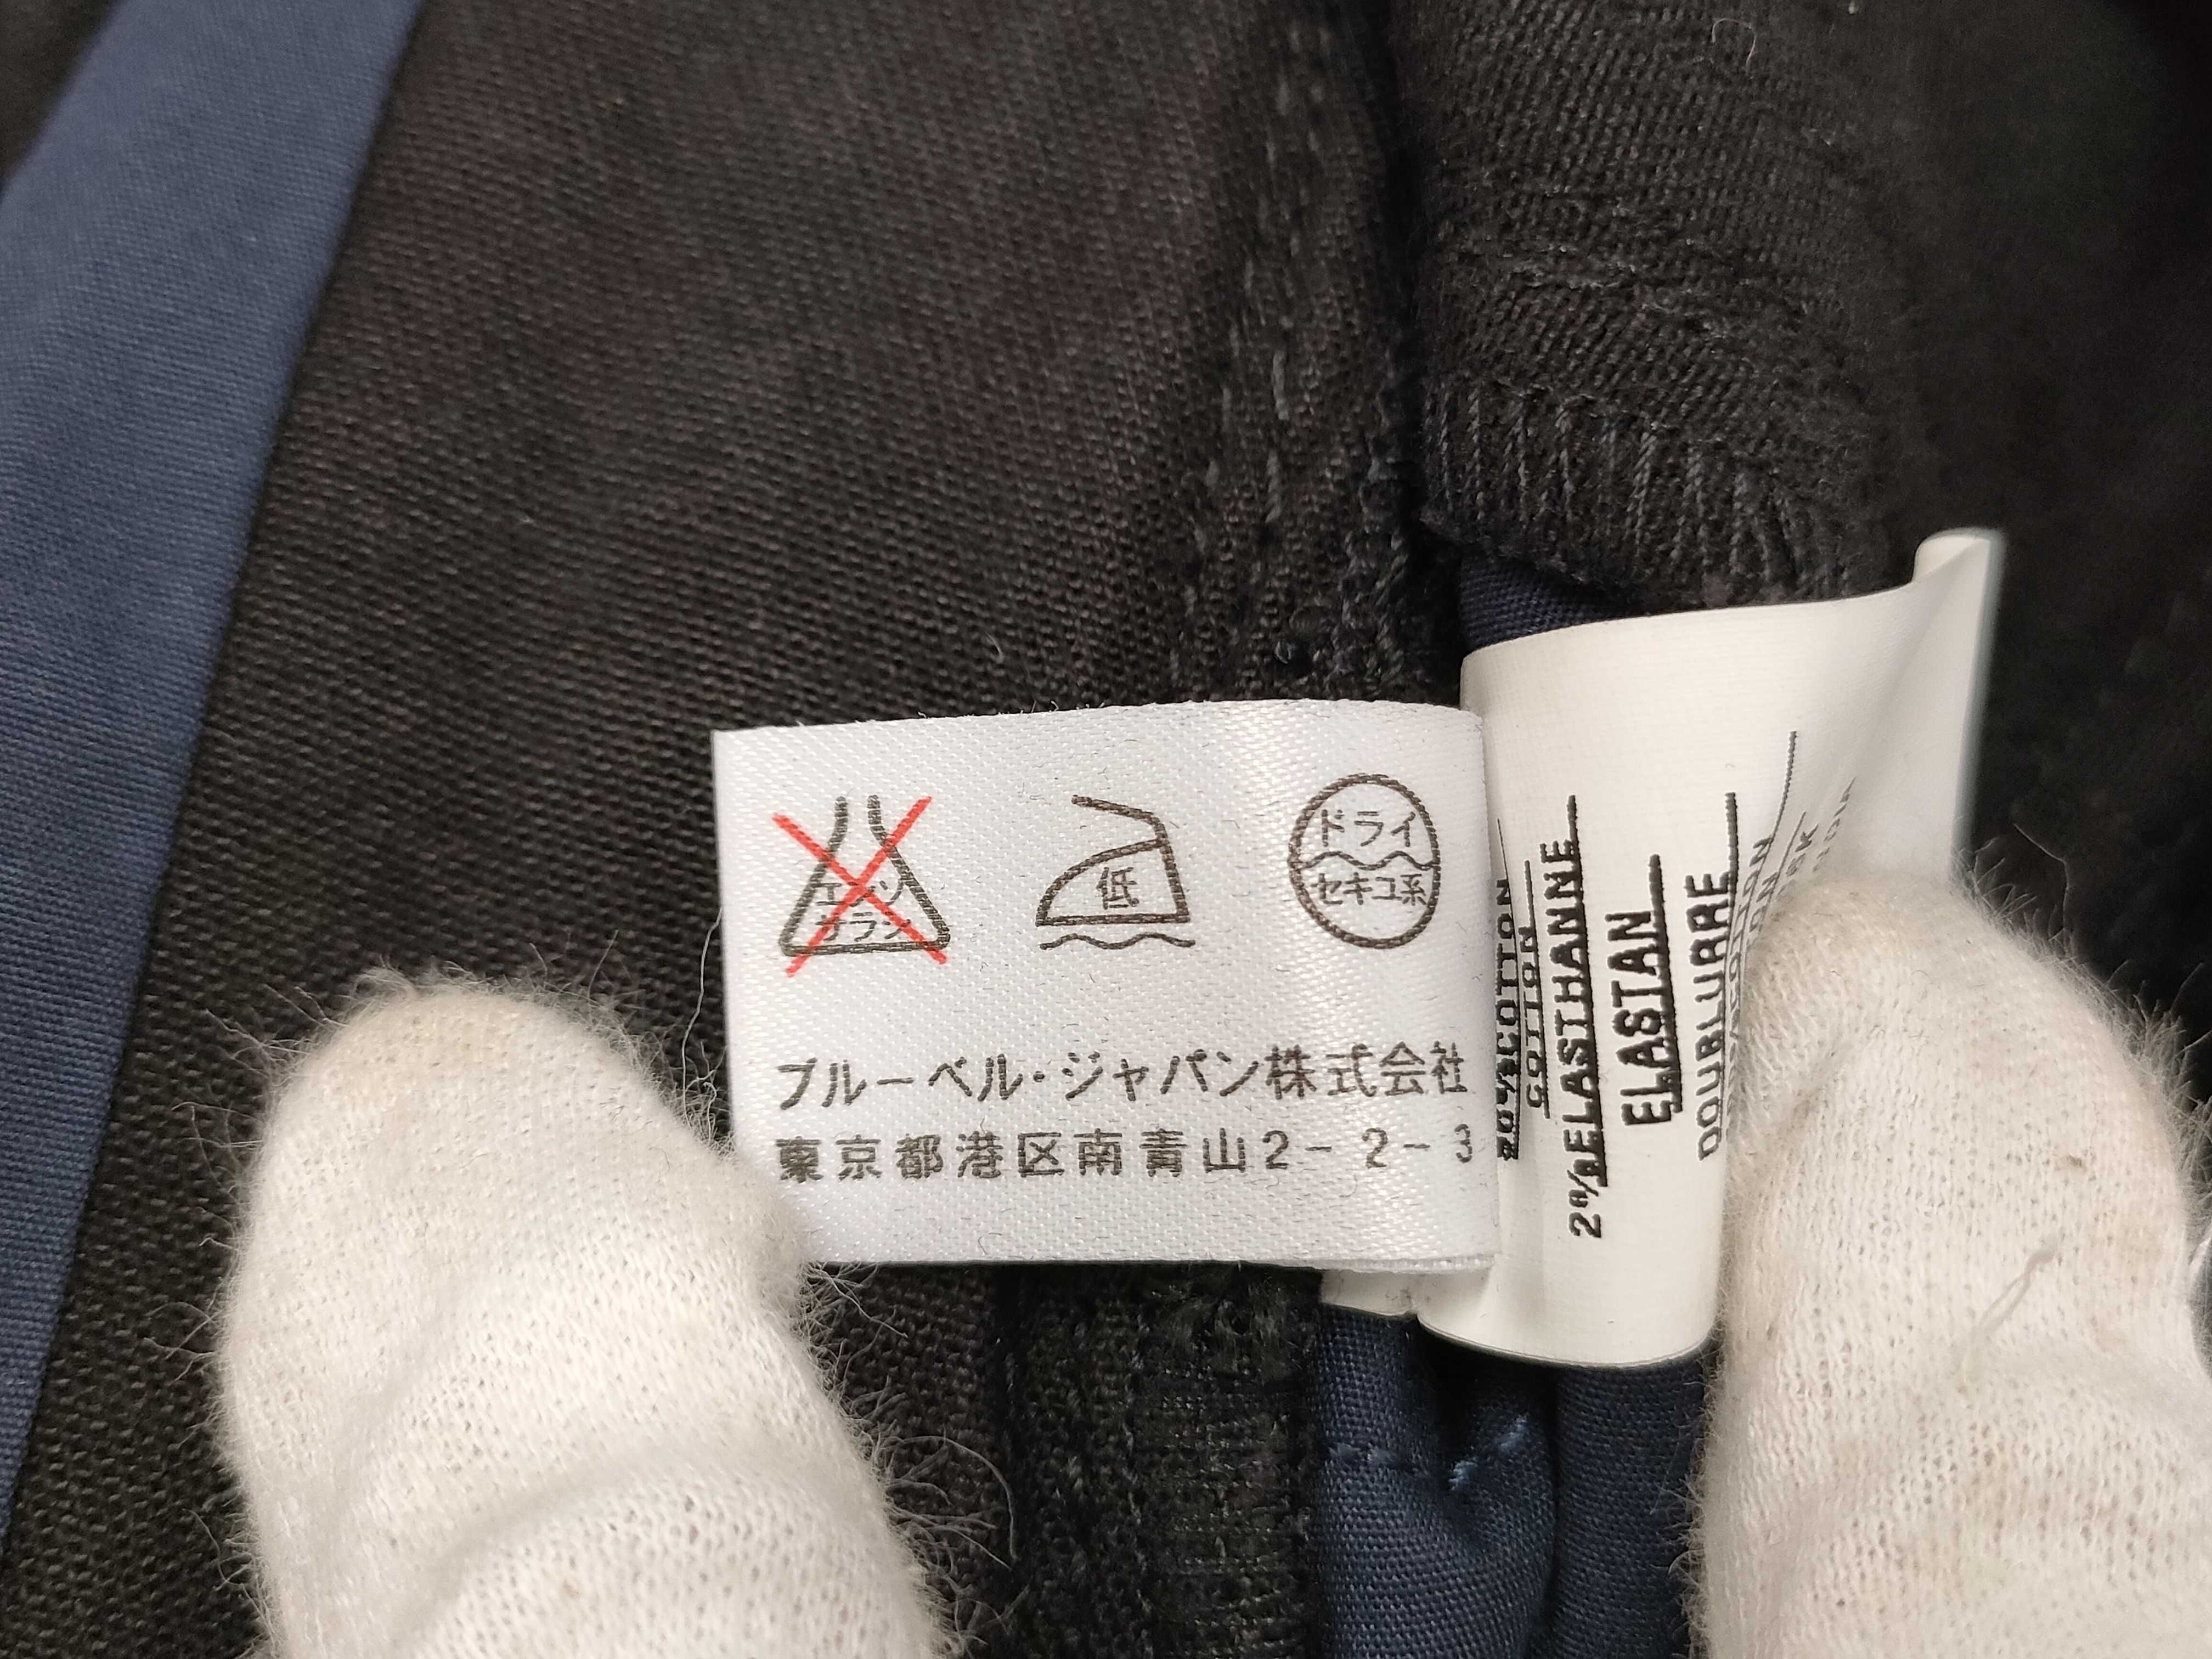 エンソ
サラシ
低
ドライ
セキユ系
ブルーベル・ジャパン株式会社
東京都港区南青山2-2-3
COTTON
2% ELASTHANNE
ELASTIAN
DOUBLURE